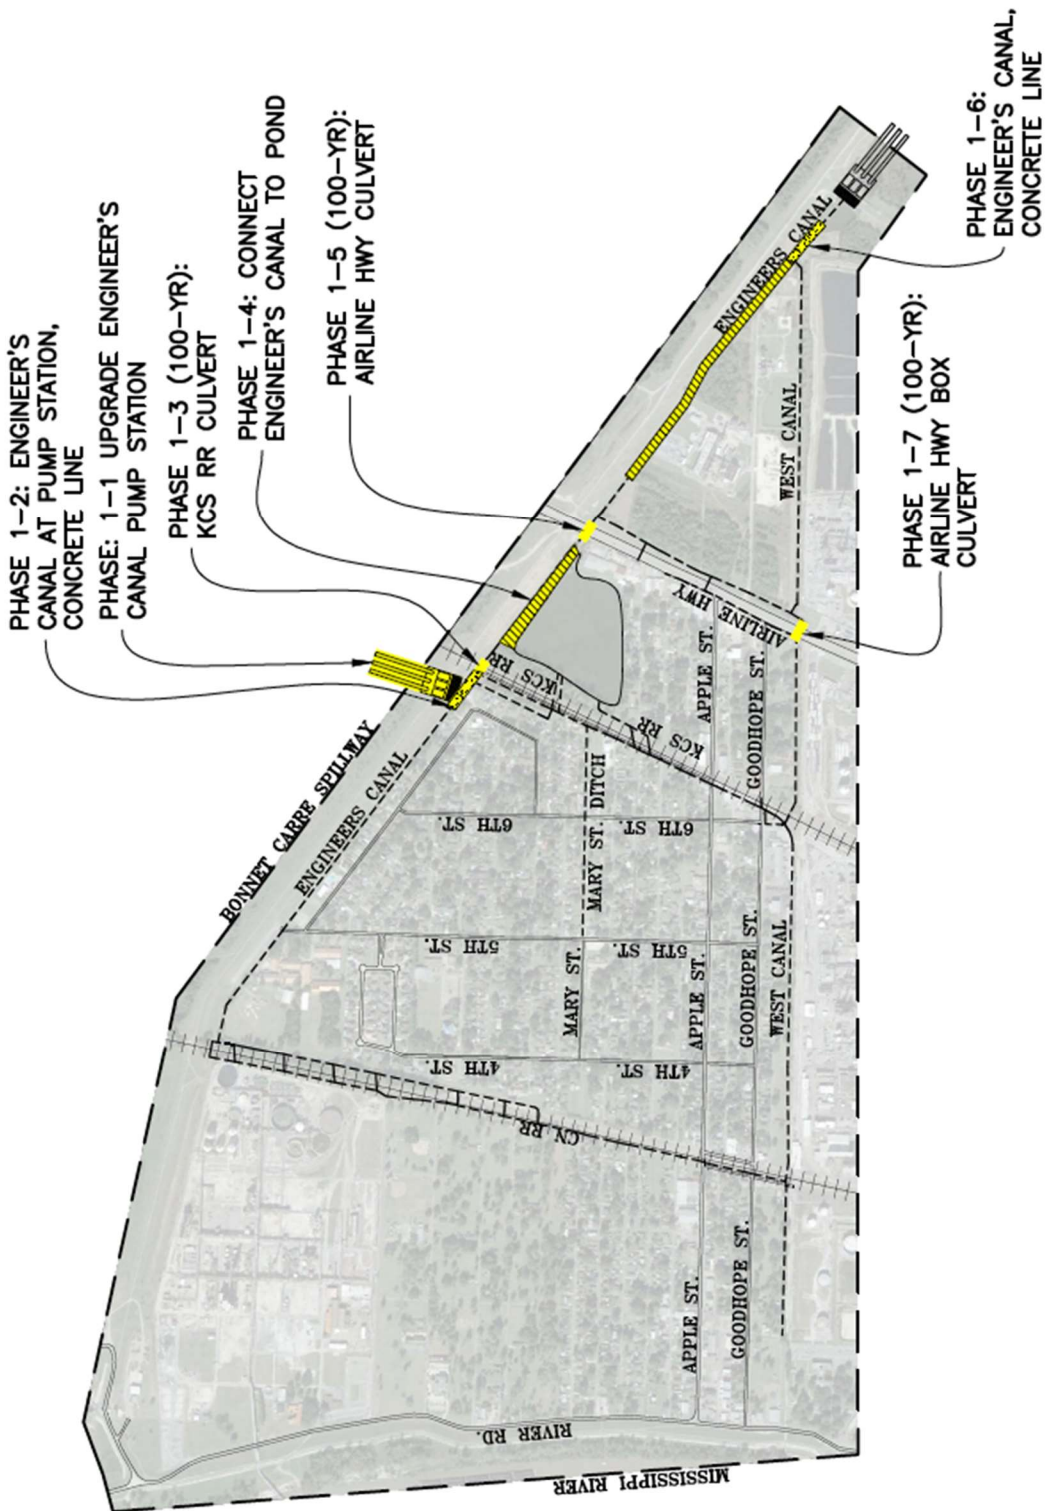 PHASE 1-2: ENGINEER'S
CANAL AT PUMP STATION,
CONCRETE LINE
PHASE: 1-1 UPGRADE ENGINEER'S
CANAL PUMP STATION
PHASE 1-3 (100-YR):
KCS RR CULVERT
PHASE 1-4: CONNECT
ENGINEER'S CANAL TO POND
PHASE 1-5 (100-YR):
AIRLINE HWY CULVERT
PHASE 1-6:
ENGINEER'S CANAL,
CONCRETE LINE
PHASE 1-7 (100-YR):
AIRLINE HWY BOX
CULVERT
BONNET CARRE SPILLWAY
ENGINEERS CANAL
ENGINEERS CANAL
KCS RR
KCS RR
AIRLINE HWY
WEST CANAL
APPLE ST.
GOODHOPE ST.
6TH ST.
6TH ST.
MARY ST. DITCH
5TH ST.
5TH ST.
MARY ST.
APPLE ST.
GOODHOPE ST.
WEST CANAL
4TH ST.
4TH ST.
CN RR
APPLE ST.
GOODHOPE ST.
RIVER RD.
MISSISSIPPI RIVER